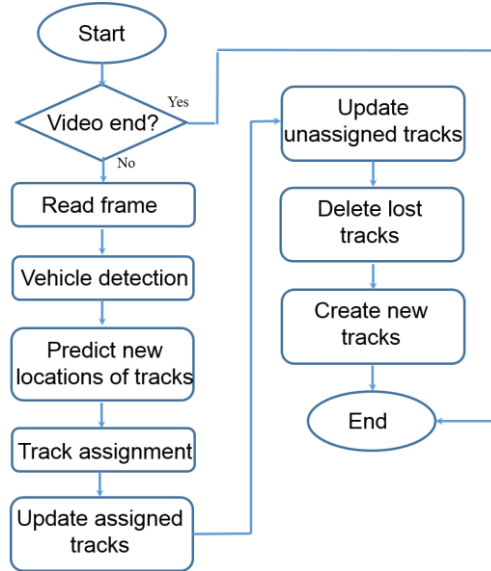 Start
Video end?
Yes
No
Read frame
Vehicle detection
Predict new
locations of tracks
Track assignment
Update assigned
tracks
Update
unassigned tracks
Delete lost
tracks
Create new
tracks
End